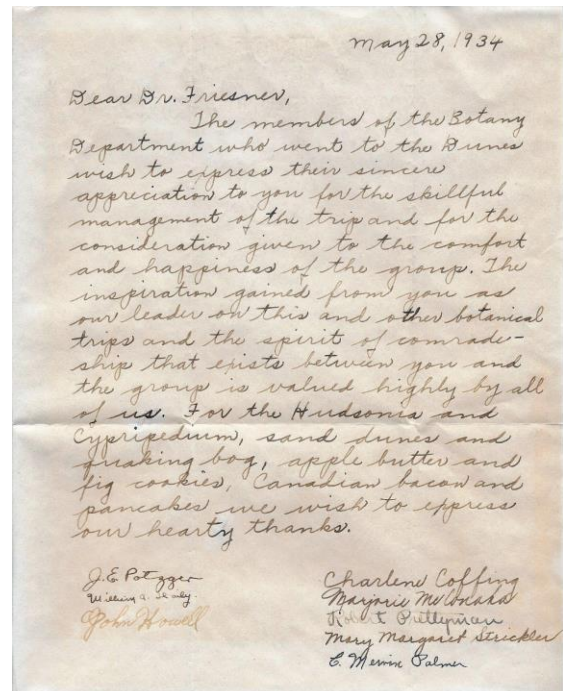 May 28, 1934
Dear Dr. Friesner,
The members of the Botany
Department who went to the Dunes
wish to express their sincere
appreciation to you for the skillful
management of the trip and for the
consideration given to the comfort
and happiness of the group. The
inspiration gained from you as
our leader on this and other botanical
trips and the spirit of comrade-
ship that exists between you and
the group is valued highly by all
of us. For the Hudsonia and
Cypripedium, sand dunes and
quaking bog, apple butter and
fig cookies, Canadian bacon and
pancakes we wish to express
our hearty thanks.
J.E. Potzger
William A.
John Howell
Charlene Coffing
Marjorie
Robert Prettyman
Mary Margaret Strickler
C. Mervin Palmer